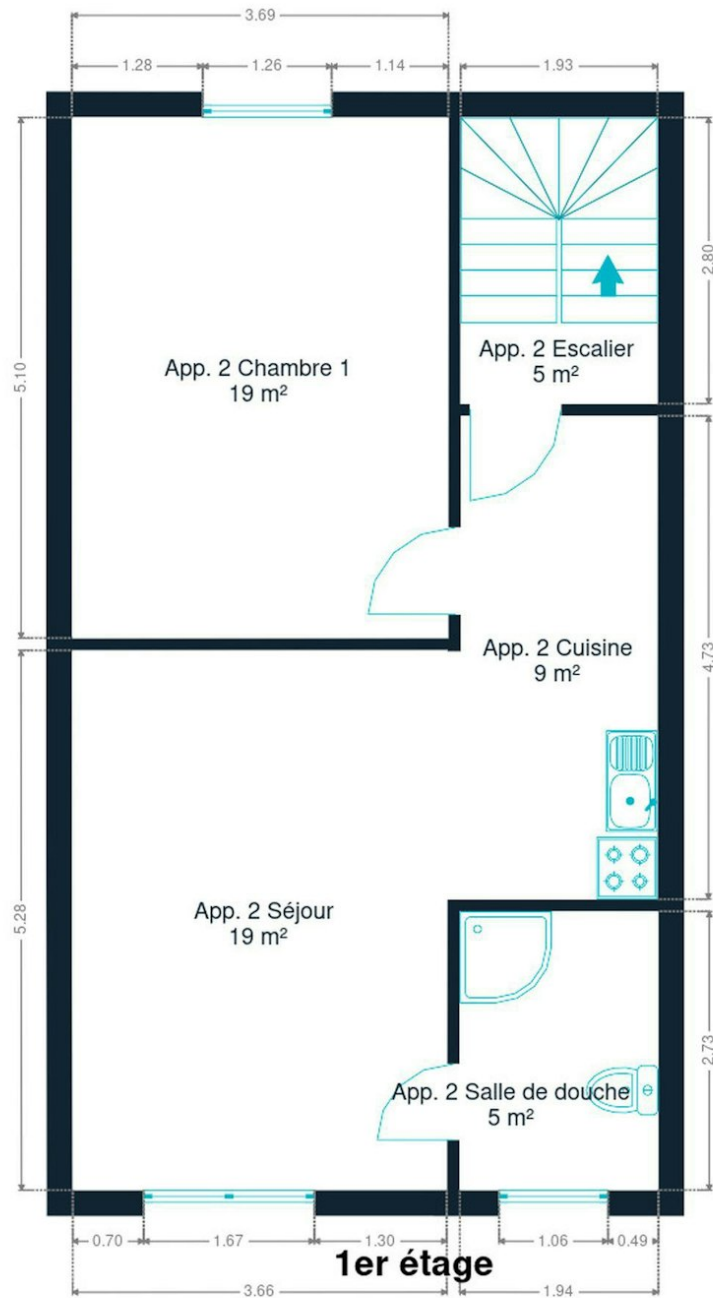 3.69
1.28
1.26
1.14
1.93
2.80
5.10
App. 2 Chambre 1
19 m²
App. 2 Escalier
5 m²
4.73
App. 2 Cuisine
9 m²
5.28
App. 2 Séjour
19 m²
2.73
App. 2 Salle de douche
5 m²
0.70
1.67
1.30
1.06
0.49
1er étage
3.66
1.94